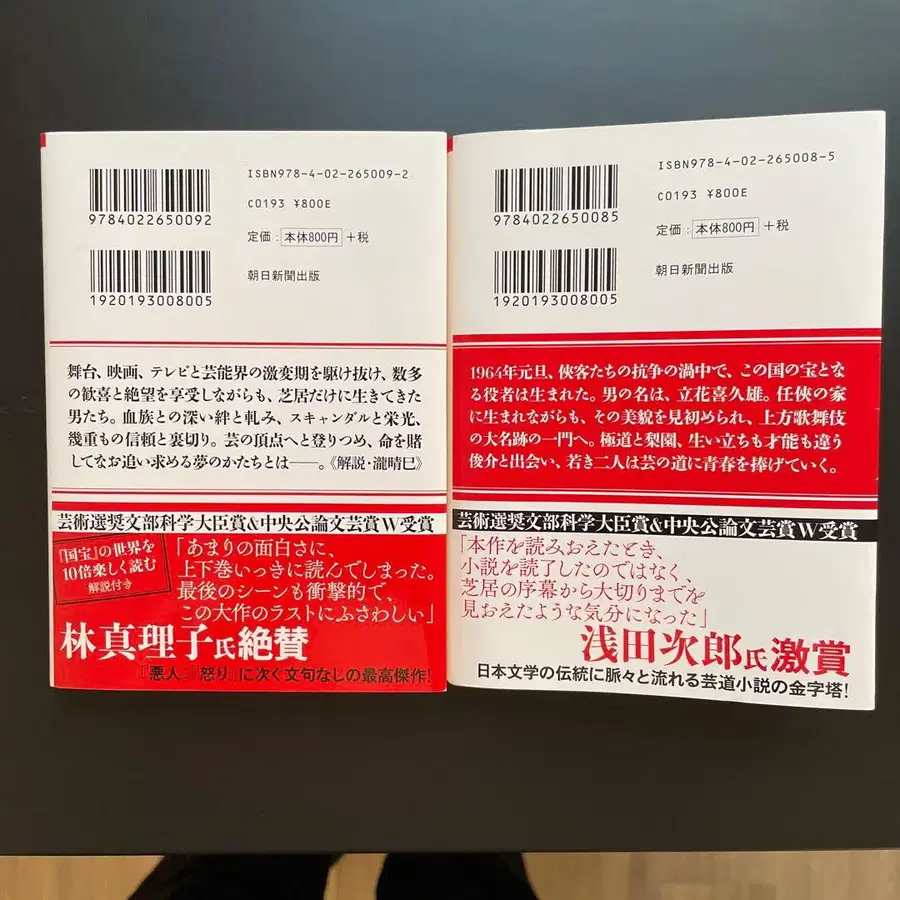 ISBN978-4-02-265009-2
C0193 ¥800E
定価：本体800円＋税
朝日新聞出版
9784022650092
1920193008005
舞台、映画、テレビと芸能界の激変期を駆け抜け、数多
の歓喜と絶望を享受しながらも、芝居だけに生きてきた
男たち。血族との深い絆と軋み、スキャンダルと栄光、
幾重もの信頼と裏切り。芸の頂点へと登りつめ、命を賭
してなお追い求める夢のかたちとは――。《解説・瀧晴巳》
芸術選奨文部科学大臣賞&中央公論文芸賞W受賞
『国宝』の世界を
10倍楽しく読む
解説付き
「あまりの面白さに、
上下巻いっきに読んでしまった。
最後のシーンも衝撃的で、
この大作のラストにふさわしい」
林真理子氏絶賛
『悪人』『怒り』に次ぐ文句なしの最高傑作！
ISBN978-4-02-265008-5
C0193 ¥800E
定価：本体800円＋税
朝日新聞出版
9784022650085
1920193008005
1964年元旦、俠客たちの抗争の渦中で、この国の宝とな
る役者は生まれた。男の名は、立花喜久雄。任俠の家
に生まれながらも、その美貌を見初められ、上方歌舞伎
の大名跡の一門へ。極道と梨園、生い立ちも才能も違う
俊介と出会い、若き二人は芸の道に青春を捧げていく。
芸術選奨文部科学大臣賞&中央公論文芸賞W受賞
「本作を読みおえたとき、
小説を読了したのではなく、
芝居の序幕から大切りまでを
見おえたような気分になった」
浅田次郎氏激賞
日本文学の伝統に脈々と流れる芸道小説の金字塔！